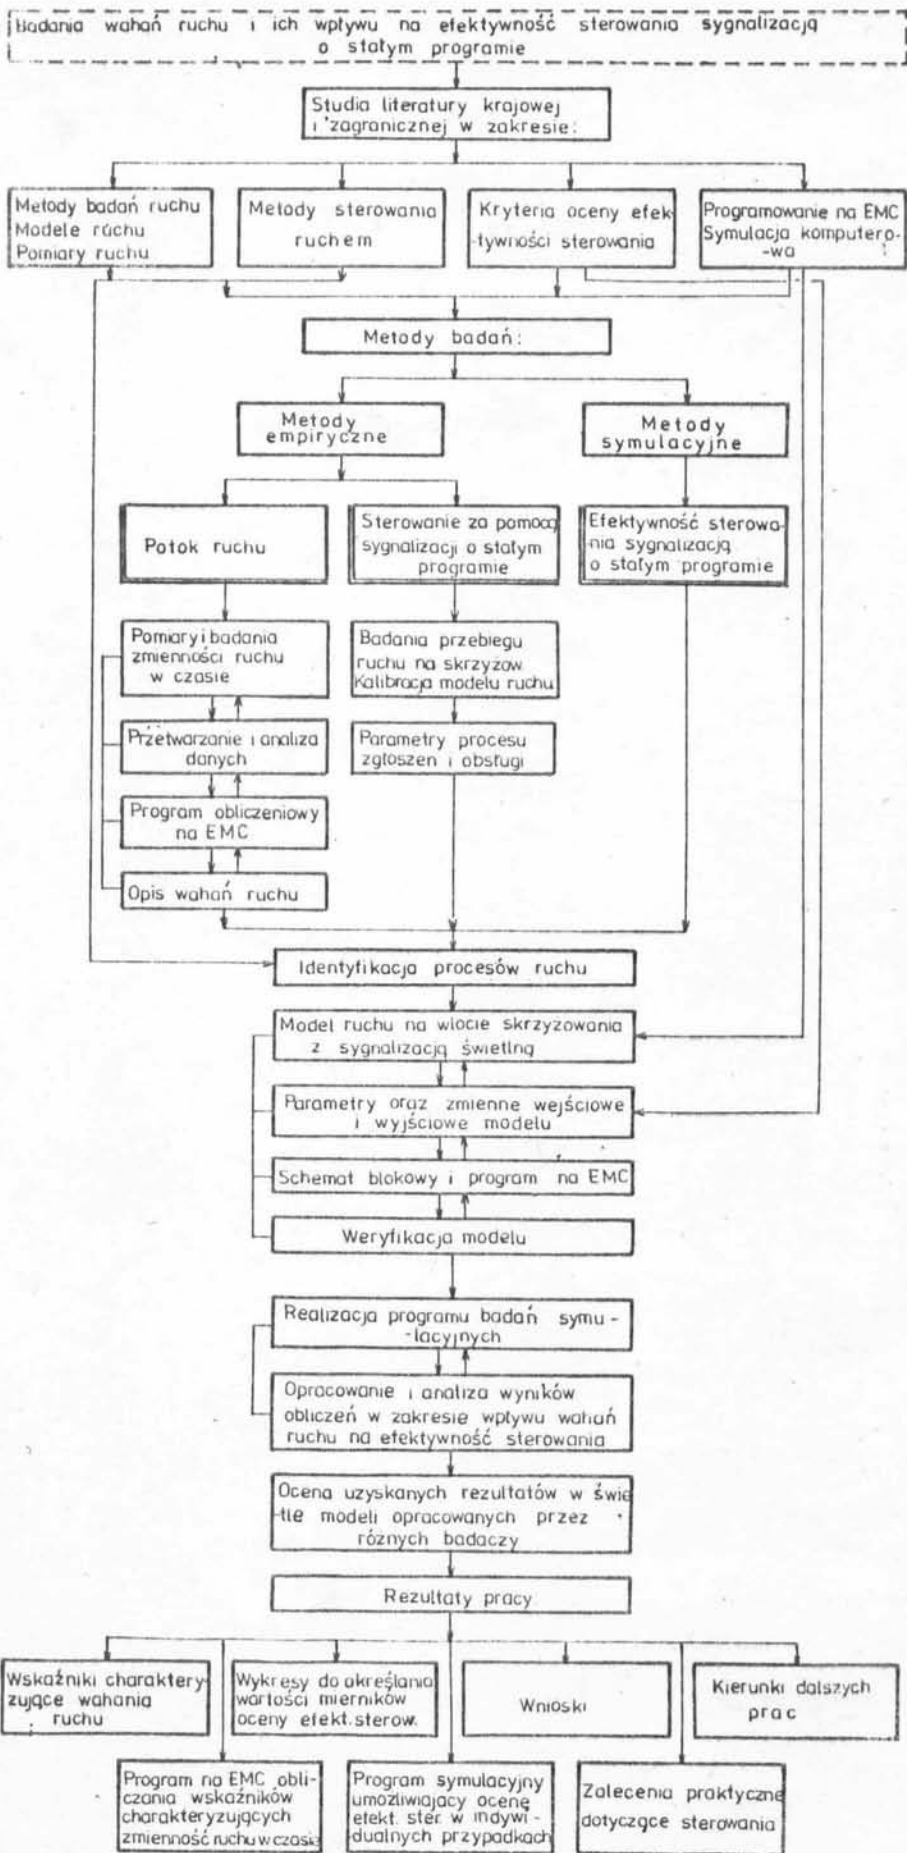 Badania wahań ruchu i ich wpływu na efektywność sterowania sygnalizacją
o stałym programie
Studia literatury krajowej
i zagranicznej w zakresie:
Metody badań ruchu
Modele ruchu
Pomiary ruchu
Metody sterowania
ruchem
Kryteria oceny efek-
-tywności sterowania
Programowanie na EMC
Symulacja komputero-
-wa
Metody badań:
Metody
empiryczne
Metody
symulacyjne
Potok ruchu
Sterowanie za pomocą
sygnalizacji o stałym
programie
Efektywność sterowa-
nia sygnalizacją
o stałym programie
Pomiary i badania
zmienności ruchu
w czasie
Badania przebiegu
ruchu na skrzyżow.
Kalibracja modelu ruchu
Przetwarzanie i analiza
danych
Parametry procesu
zgłoszeń i obsługi
Program obliczeniowy
na EMC
Opis wahań ruchu
Identyfikacja procesów ruchu
Model ruchu na wlocie skrzyżowania
z sygnalizacją świetlną
Parametry oraz zmienne wejściowe
i wyjściowe modelu
Schemat blokowy i program na EMC
Weryfikacja modelu
Realizacja programu badań symu-
-lacyjnych
Opracowanie i analiza wyników
obliczeń w zakresie wpływu wahań
ruchu na efektywność sterowania
Ocena uzyskanych rezultatów w świe
-tle modeli opracowanych przez
różnych badaczy
Rezultaty pracy
Wskaźniki charaktery-
zujące wahania
ruchu
Wykresy do określania
wartości mierników
oceny efekt. sterow.
Wnioski
Kierunki dalszych
prac
Program na EMC obli-
czania wskaźników
charakteryzujących
zmienność ruchu w czasie
Program symulacyjny
umożliwiający ocenę
efekt. ster. w indywi-
dualnych przypadkach
Zalecenia praktyczne
dotyczące sterowania